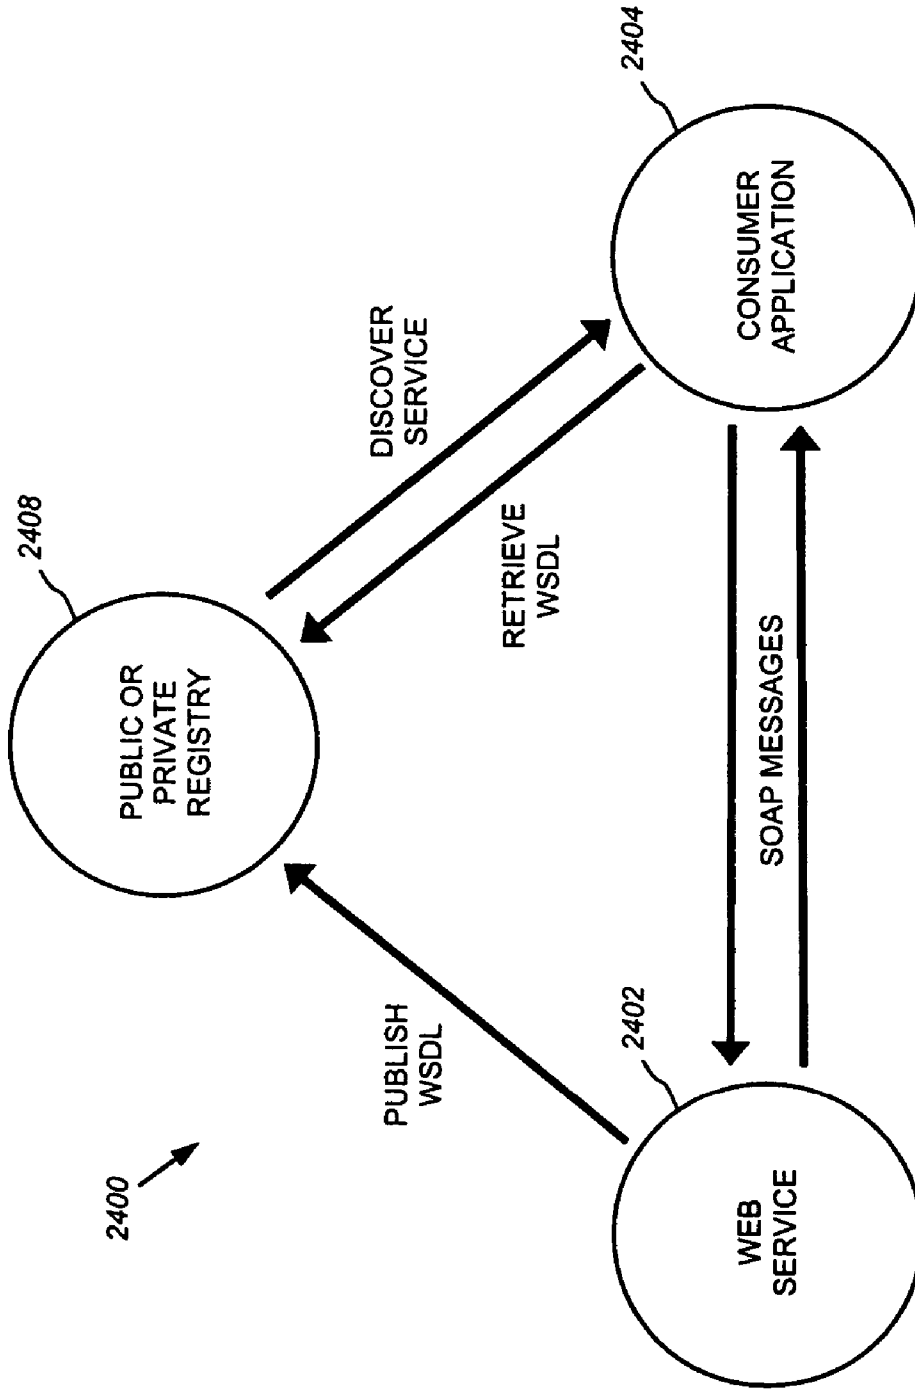 2400
2408
PUBLIC OR
PRIVATE
REGISTRY
PUBLISH
WSDL
DISCOVER
SERVICE
RETRIEVE
WSDL
2402
WEB
SERVICE
SOAP MESSAGES
2404
CONSUMER
APPLICATION